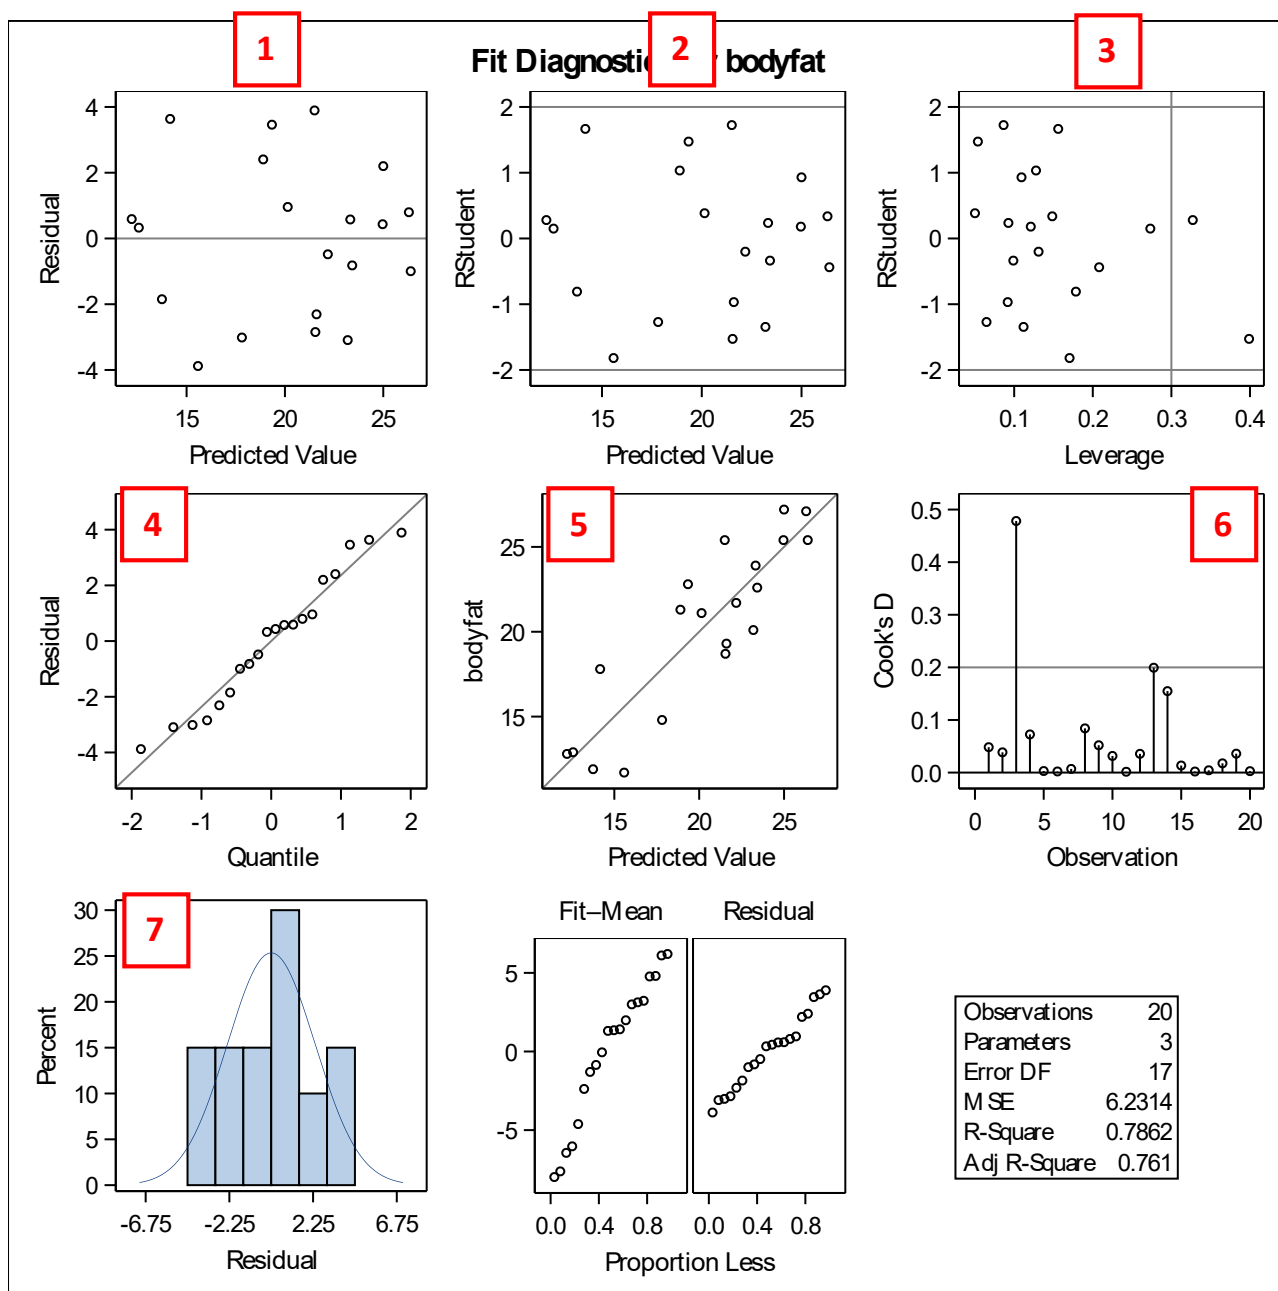 1
2
3
Fit Diagnosti y bodyfat
4
2
0
-2
-4
Residual
15 20 25
Predicted Value
2
1
0
-1
-2
RStudent
15 20 25
Predicted Value
2
1
0
-1
-2
RStudent
0.1 0.2 0.3 0.4
Leverage
4
4
2
0
-2
-4
Residual
-2 -1 0 1 2
Quantile
5
25
20
15
bodyfat
15 20 25
Predicted Value
6
0.5
0.4
0.3
0.2
0.1
0.0
Cook's D
0 5 10 15 20
Observation
7
30
25
20
15
10
5
0
Percent
-6.75 -2.25 2.25 6.75
Residual
Fit–Mean Residual
5
0
-5
0.0 0.4 0.8 0.0 0.4 0.8
Proportion Less
Observations 20
Parameters 3
Error DF 17
MSE 6.2314
R-Square 0.7862
Adj R-Square 0.761